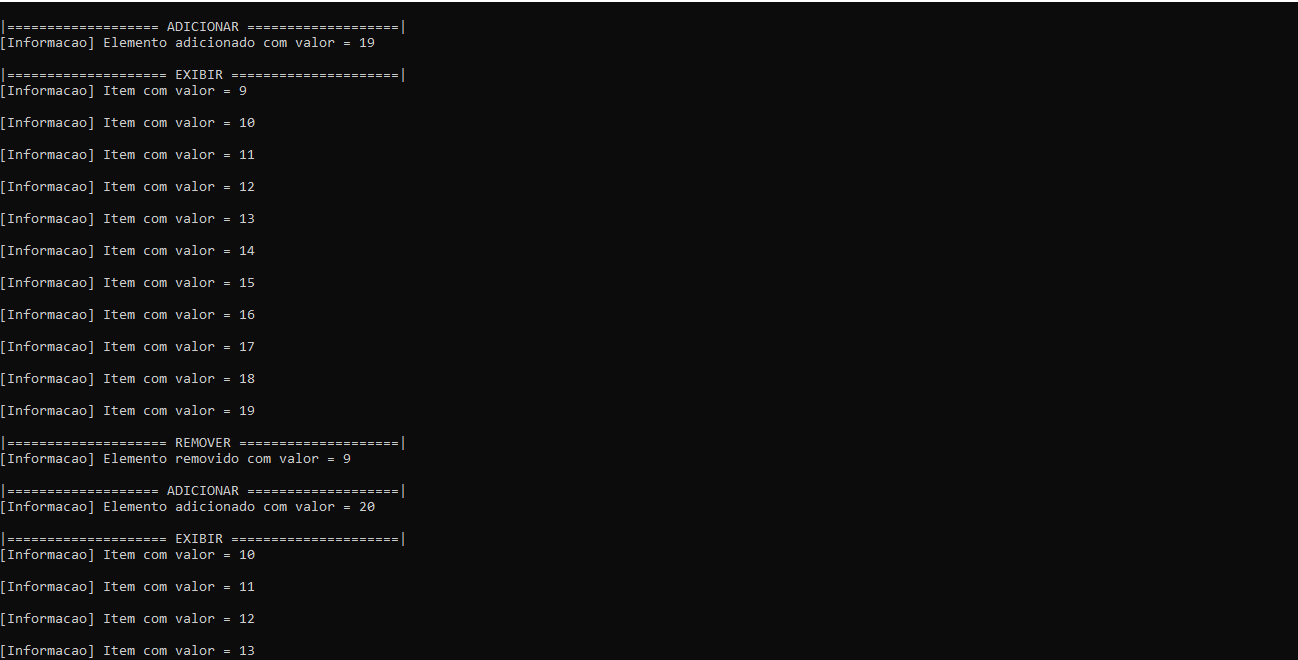 |=================== ADICIONAR ===================|
[Informacao] Elemento adicionado com valor = 19
|==================== EXIBIR =====================|
[Informacao] Item com valor = 9
[Informacao] Item com valor = 10
[Informacao] Item com valor = 11
[Informacao] Item com valor = 12
[Informacao] Item com valor = 13
[Informacao] Item com valor = 14
[Informacao] Item com valor = 15
[Informacao] Item com valor = 16
[Informacao] Item com valor = 17
[Informacao] Item com valor = 18
[Informacao] Item com valor = 19
|==================== REMOVER ====================|
[Informacao] Elemento removido com valor = 9
|=================== ADICIONAR ===================|
[Informacao] Elemento adicionado com valor = 20
|==================== EXIBIR =====================|
[Informacao] Item com valor = 10
[Informacao] Item com valor = 11
[Informacao] Item com valor = 12
[Informacao] Item com valor = 13